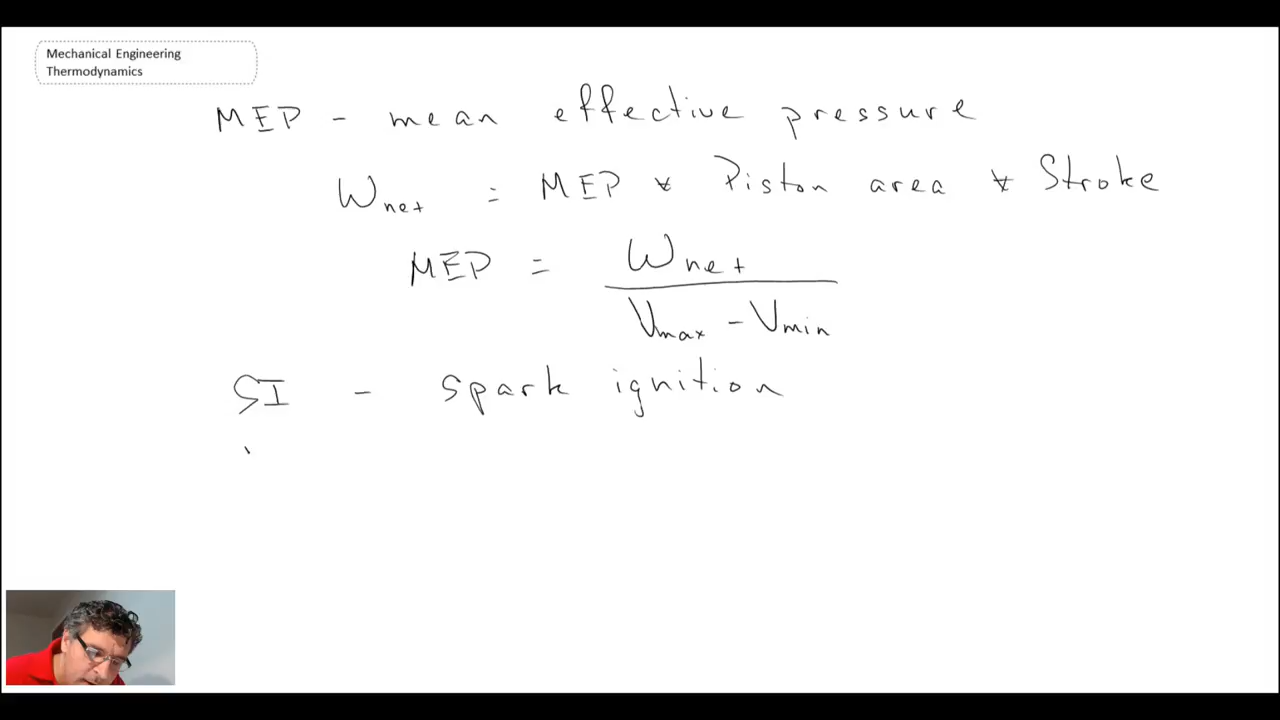 Mechanical Engineering
Thermodynamics
MEP - mean effective pressure
Wnet = MEP * Piston area * Stroke
MEP = Wnet / Vmax - Vmin
SI - spark ignition